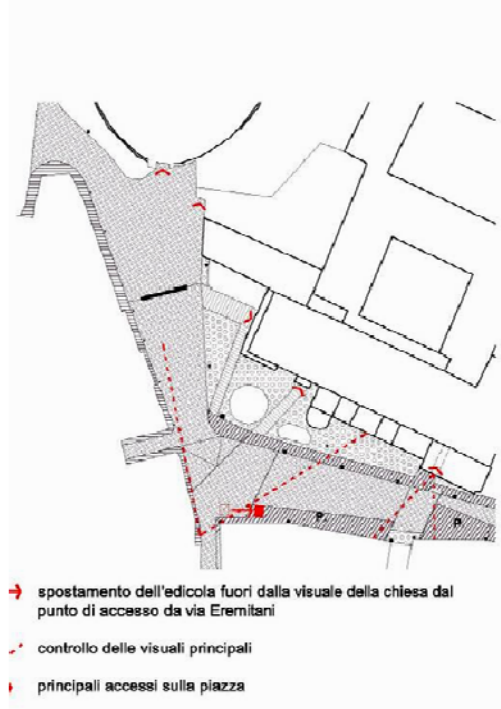 P
P
spostamento dell'edicola fuori dalla visuale della chiesa dal
punto di accesso da via Eremitani
controllo delle visuali principali
principali accessi sulla piazza